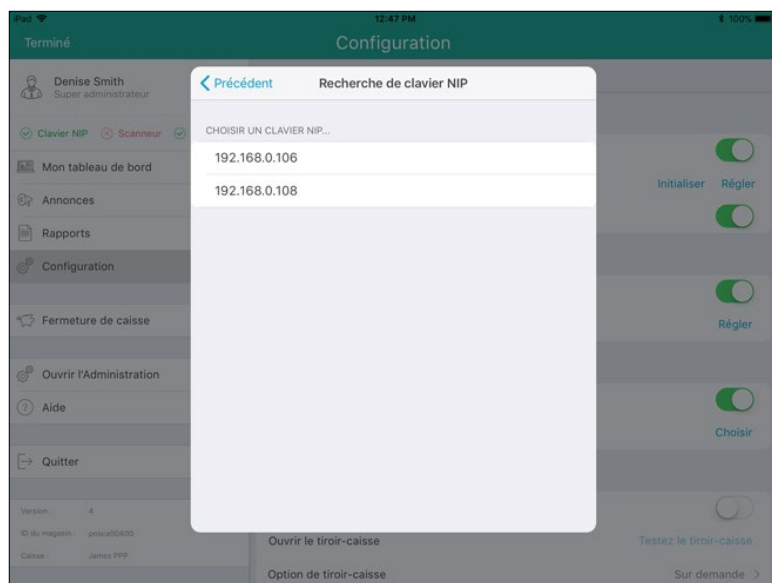 iPad 12:47 PM 100%
Terminé Configuration
Denise Smith
Super administrateur
Clavier NIP Scanneur
Mon tableau de bord
Annonces
Rapports
Configuration
Fermeture de caisse
Ouvrir l'Administration
Aide
Quitter
Version : 4
ID du magasin : posca00400
Caisse : James PPP
Précédent Recherche de clavier NIP
CHOISIR UN CLAVIER NIP...
192.168.0.106
192.168.0.108
Initialiser Régler
Régler
Choisir
Ouvrir le tiroir-caisse Testez le tiroir-caisse
Option de tiroir-caisse Sur demande >